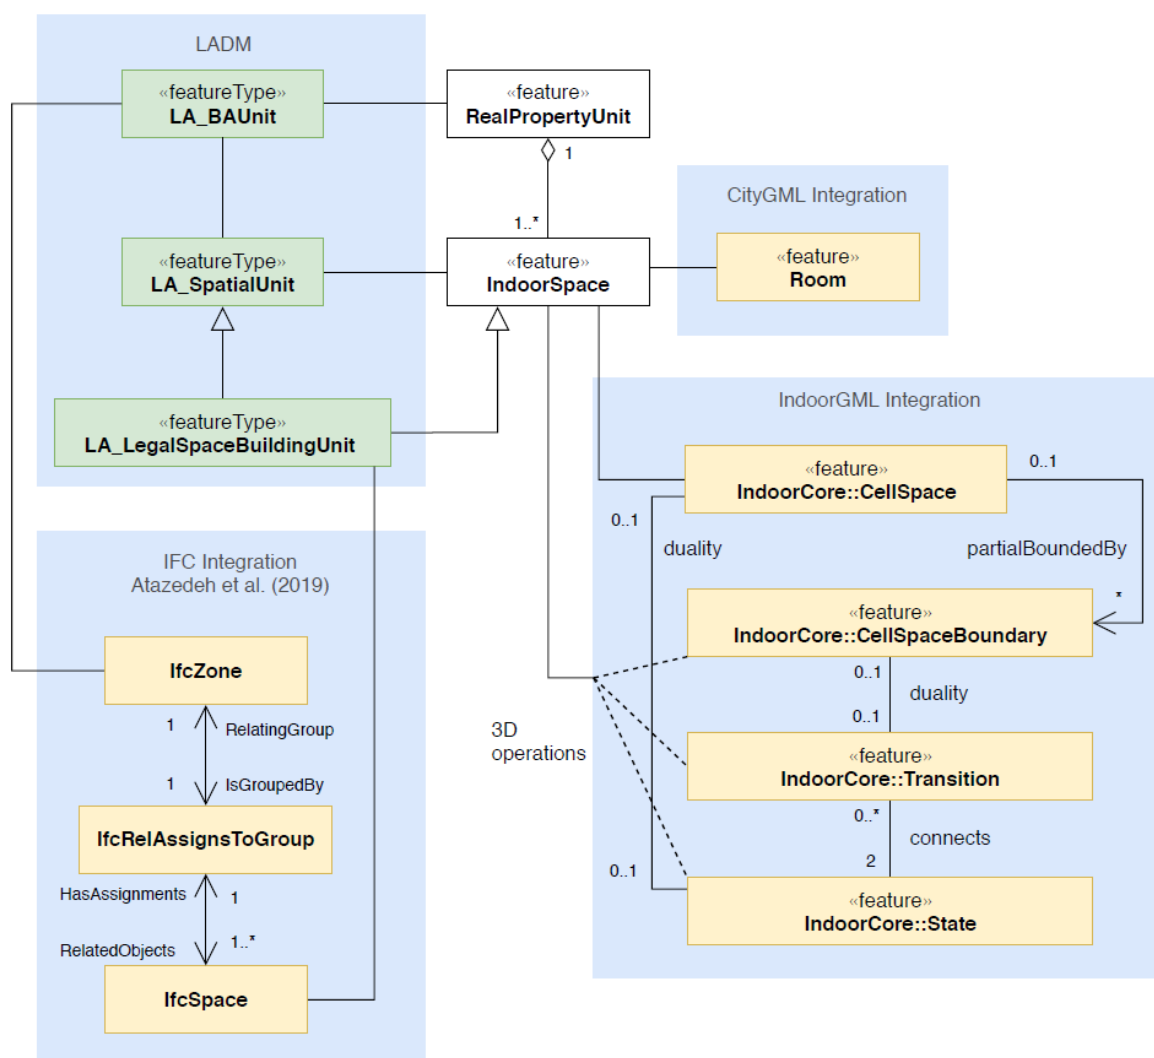 LADM
«featureType»
LA_BAUnit
«feature»
RealPropertyUnit
1
1..*
CityGML Integration
«feature»
Room
«featureType»
LA_SpatialUnit
«feature»
IndoorSpace
«featureType»
LA_LegalSpaceBuildingUnit
IndoorGML Integration
«feature»
IndoorCore::CellSpace
0..1
0..1
duality
partialBoundedBy
*
«feature»
IndoorCore::CellSpaceBoundary
0..1
duality
0..1
3D
operations
«feature»
IndoorCore::Transition
0..*
connects
2
0..1
«feature»
IndoorCore::State
IFC Integration
Atazedeh et al. (2019)
IfcZone
1
RelatingGroup
1
IsGroupedBy
IfcRelAssignsToGroup
HasAssignments
1
1..*
RelatedObjects
IfcSpace